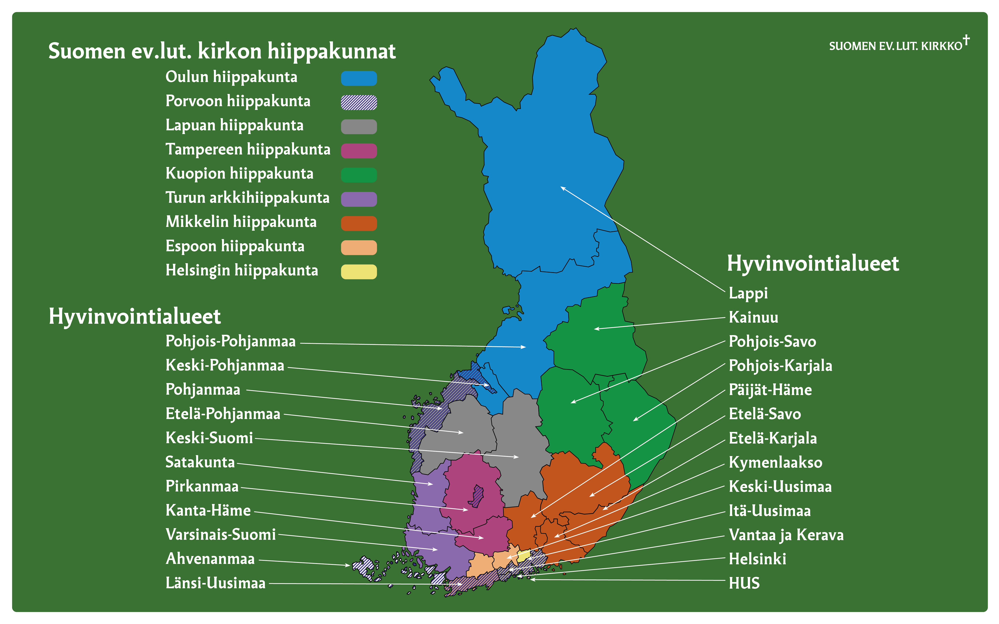 Suomen ev.lut. kirkon hiippakunnat
Oulun hiippakunta
Porvoon hiippakunta
Lapuan hiippakunta
Tampereen hiippakunta
Kuopion hiippakunta
Turun arkkihiippakunta
Mikkelin hiippakunta
Espoon hiippakunta
Helsingin hiippakunta
Hyvinvointialueet
Pohjois-Pohjanmaa
Keski-Pohjanmaa
Pohjanmaa
Etelä-Pohjanmaa
Keski-Suomi
Satakunta
Pirkanmaa
Kanta-Häme
Varsinais-Suomi
Ahvenanmaa
Länsi-Uusimaa
SUOMEN EV. LUT. KIRKKO
Hyvinvointialueet
Lappi
Kainuu
Pohjois-Savo
Pohjois-Karjala
Päijät-Häme
Etelä-Savo
Etelä-Karjala
Kymenlaakso
Keski-Uusimaa
Itä-Uusimaa
Vantaa ja Kerava
Helsinki
HUS